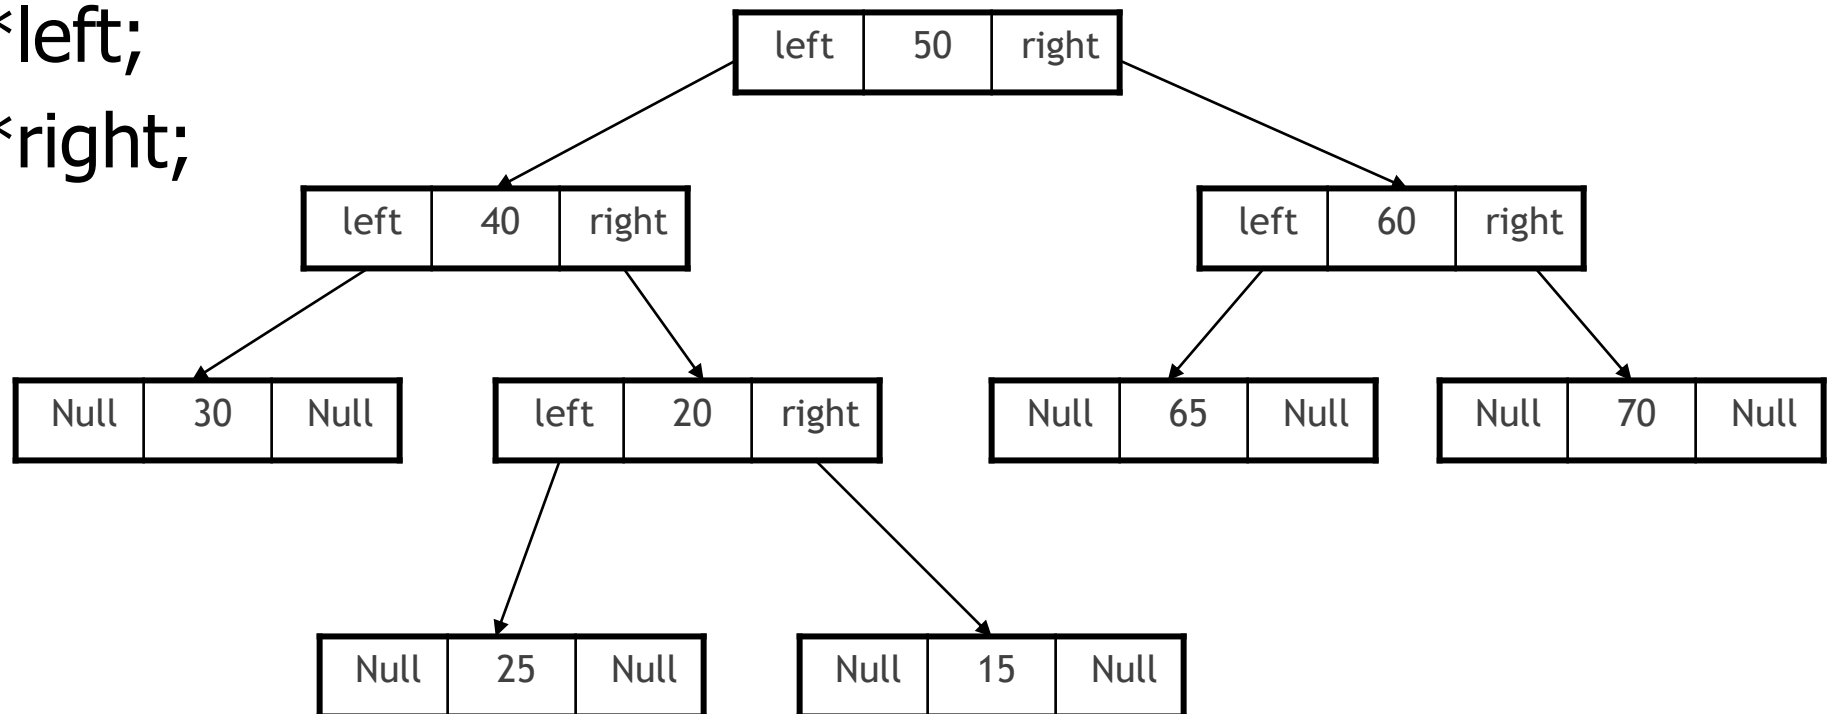 *left;
*right;
left 50 right
left 40 right
left 60 right
Null 30 Null
left 20 right
Null 65 Null
Null 70 Null
Null 25 Null
Null 15 Null